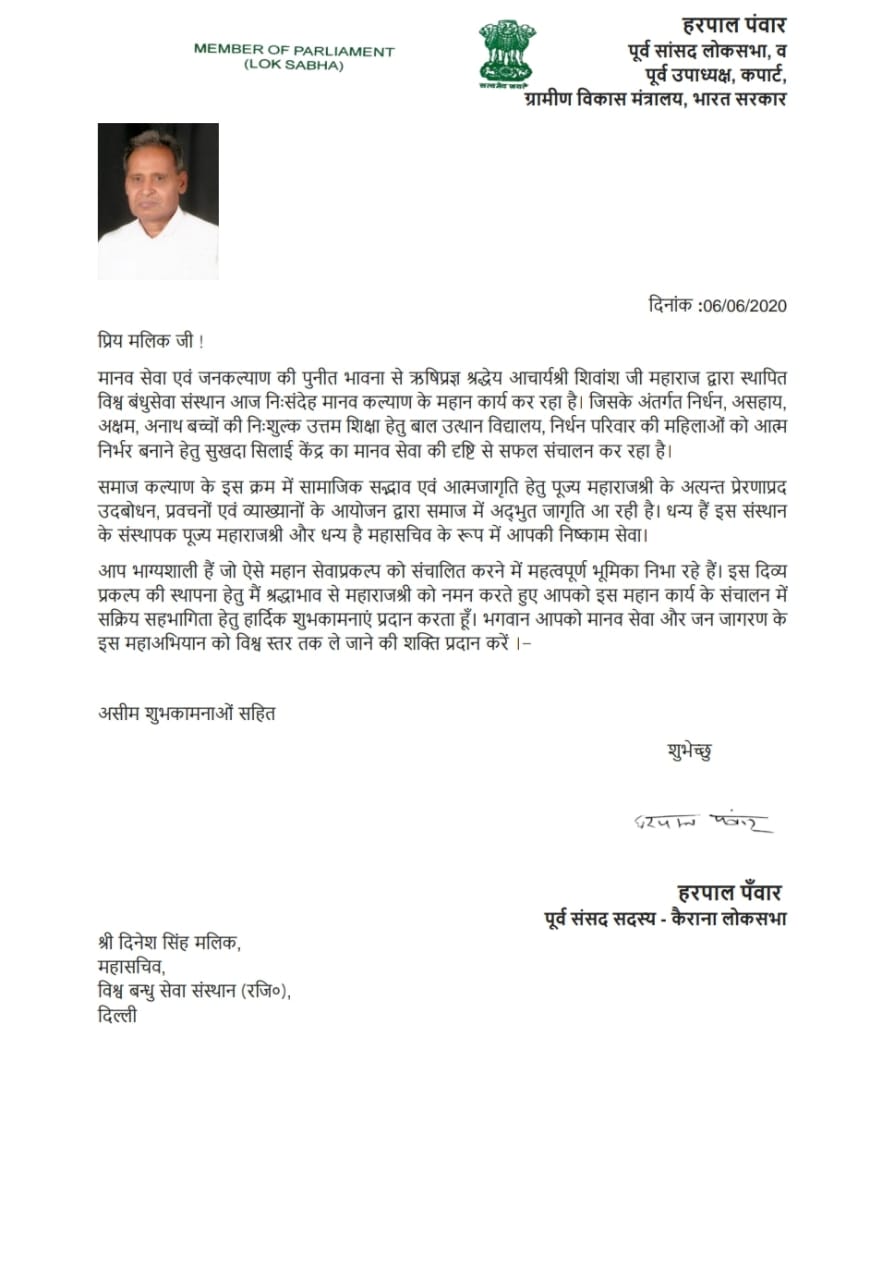 MEMBER OF PARLIAMENT
(LOK SABHA)
सत्यमेव जयते
हरपाल पंवार
पूर्व सांसद लोकसभा, व
पूर्व उपाध्यक्ष, कपार्ट,
ग्रामीण विकास मंत्रालय, भारत सरकार
दिनांक :06/06/2020
प्रिय मलिक जी !
मानव सेवा एवं जनकल्याण की पुनीत भावना से ऋषिप्रज्ञ श्रद्धेय आचार्यश्री शिवांश जी महाराज द्वारा स्थापित
विश्व बंधुसेवा संस्थान आज निःसंदेह मानव कल्याण के महान कार्य कर रहा है। जिसके अंतर्गत निर्धन, असहाय,
अक्षम, अनाथ बच्चों की निःशुल्क उत्तम शिक्षा हेतु बाल उत्थान विद्यालय, निर्धन परिवार की महिलाओं को आत्म
निर्भर बनाने हेतु सुखदा सिलाई केंद्र का मानव सेवा की दृष्टि से सफल संचालन कर रहा है।
समाज कल्याण के इस क्रम में सामाजिक सद्भाव एवं आत्मजागृति हेतु पूज्य महाराजश्री के अत्यन्त प्रेरणाप्रद
उदबोधन, प्रवचनों एवं व्याख्यानों के आयोजन द्वारा समाज में अद्भुत जागृति आ रही है। धन्य हैं इस संस्थान
के संस्थापक पूज्य महाराजश्री और धन्य है महासचिव के रूप में आपकी निष्काम सेवा।
आप भाग्यशाली हैं जो ऐसे महान सेवाप्रकल्प को संचालित करने में महत्वपूर्ण भूमिका निभा रहे हैं। इस दिव्य
प्रकल्प की स्थापना हेतु मैं श्रद्धाभाव से महाराजश्री को नमन करते हुए आपको इस महान कार्य के संचालन में
सक्रिय सहभागिता हेतु हार्दिक शुभकामनाएं प्रदान करता हूँ। भगवान आपको मानव सेवा और जन जागरण के
इस महाअभियान को विश्व स्तर तक ले जाने की शक्ति प्रदान करें ।–
असीम शुभकामनाओं सहित
शुभेच्छु
हरपाल पंवार
हरपाल पँवार
पूर्व संसद सदस्य - कैराना लोकसभा
श्री दिनेश सिंह मलिक,
महासचिव,
विश्व बन्धु सेवा संस्थान (रजि०),
दिल्ली